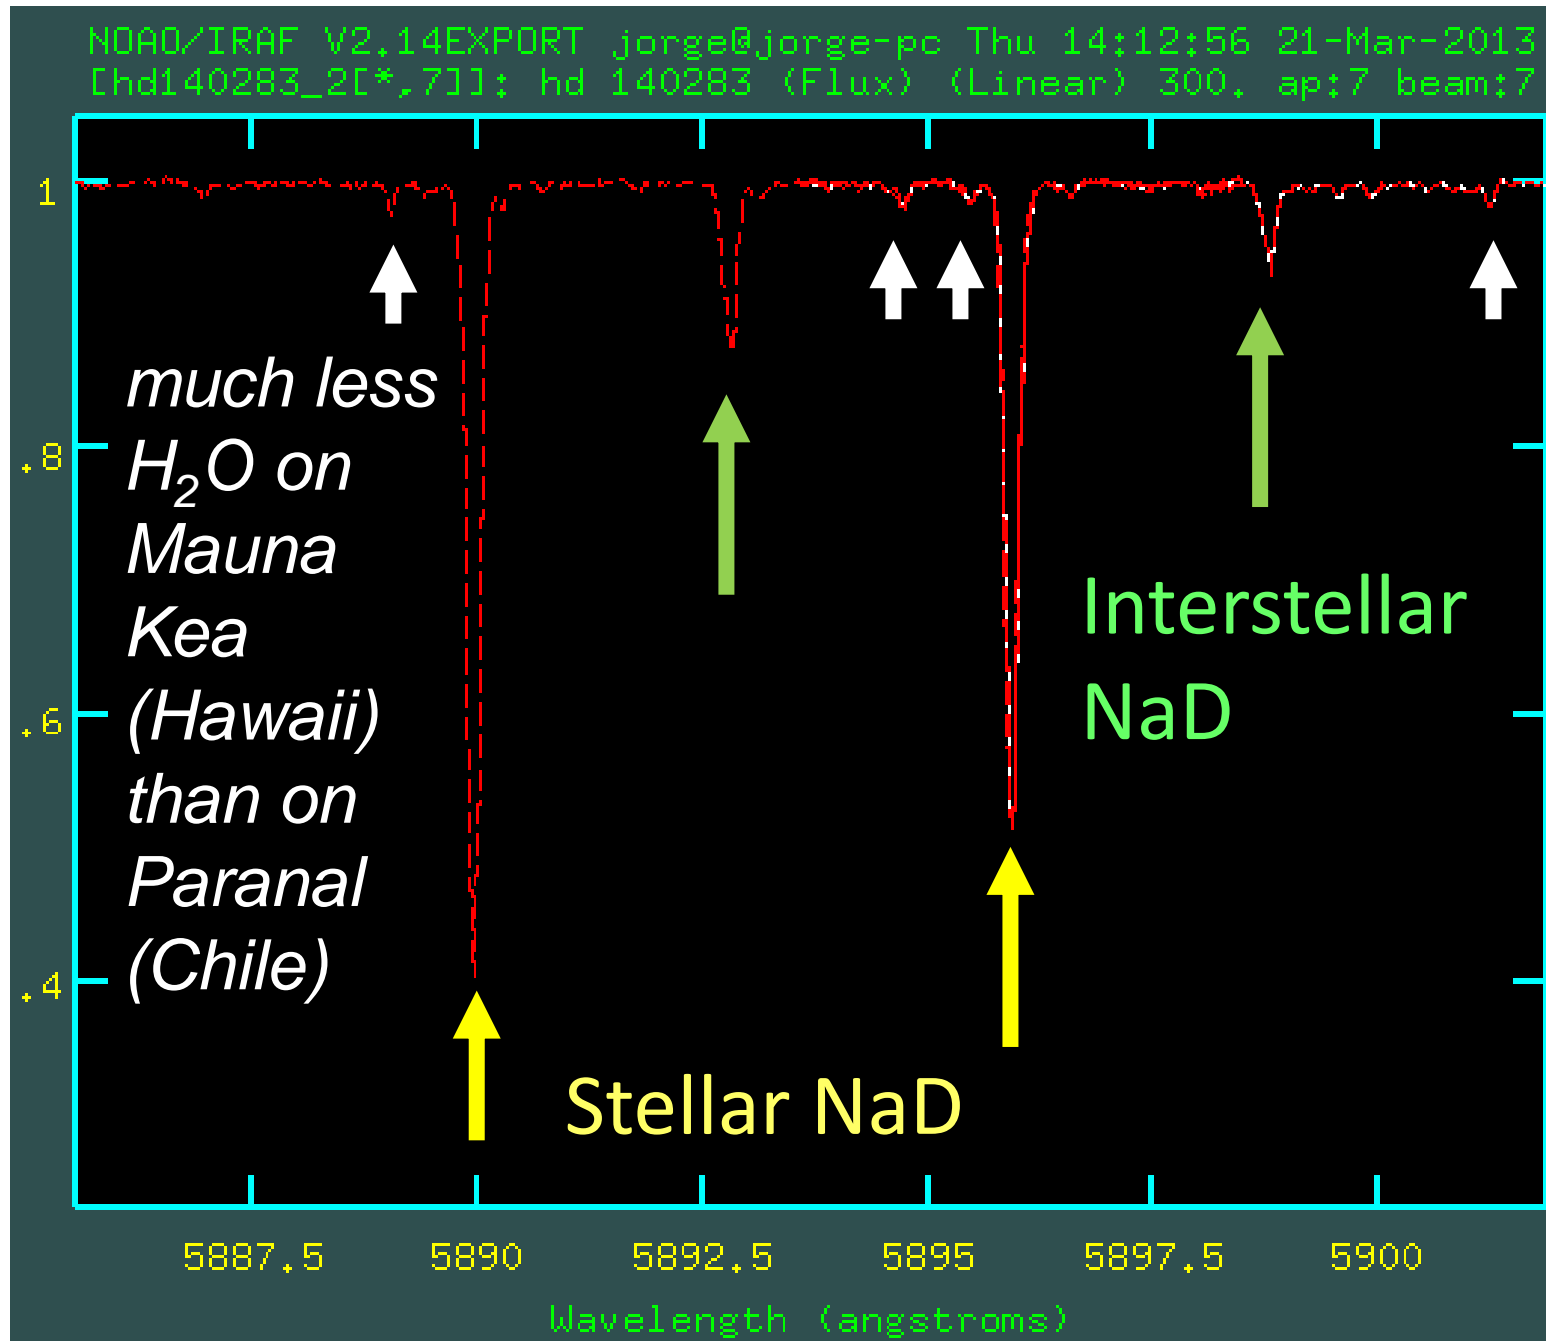 NOAO/IRAF V2.14EXPORT jorge@jorge-pc Thu 14:12:56 21-Mar-2013
[hd140283_2[*,7]]: hd 140283 (Flux) (Linear) 300. ap:7 beam:7
1
.8
.6
.4
much less
H₂O on
Mauna
Kea
(Hawaii)
than on
Paranal
(Chile)
Interstellar
NaD
Stellar NaD
5887.5 5890 5892.5 5895 5897.5 5900
Wavelength (angstroms)